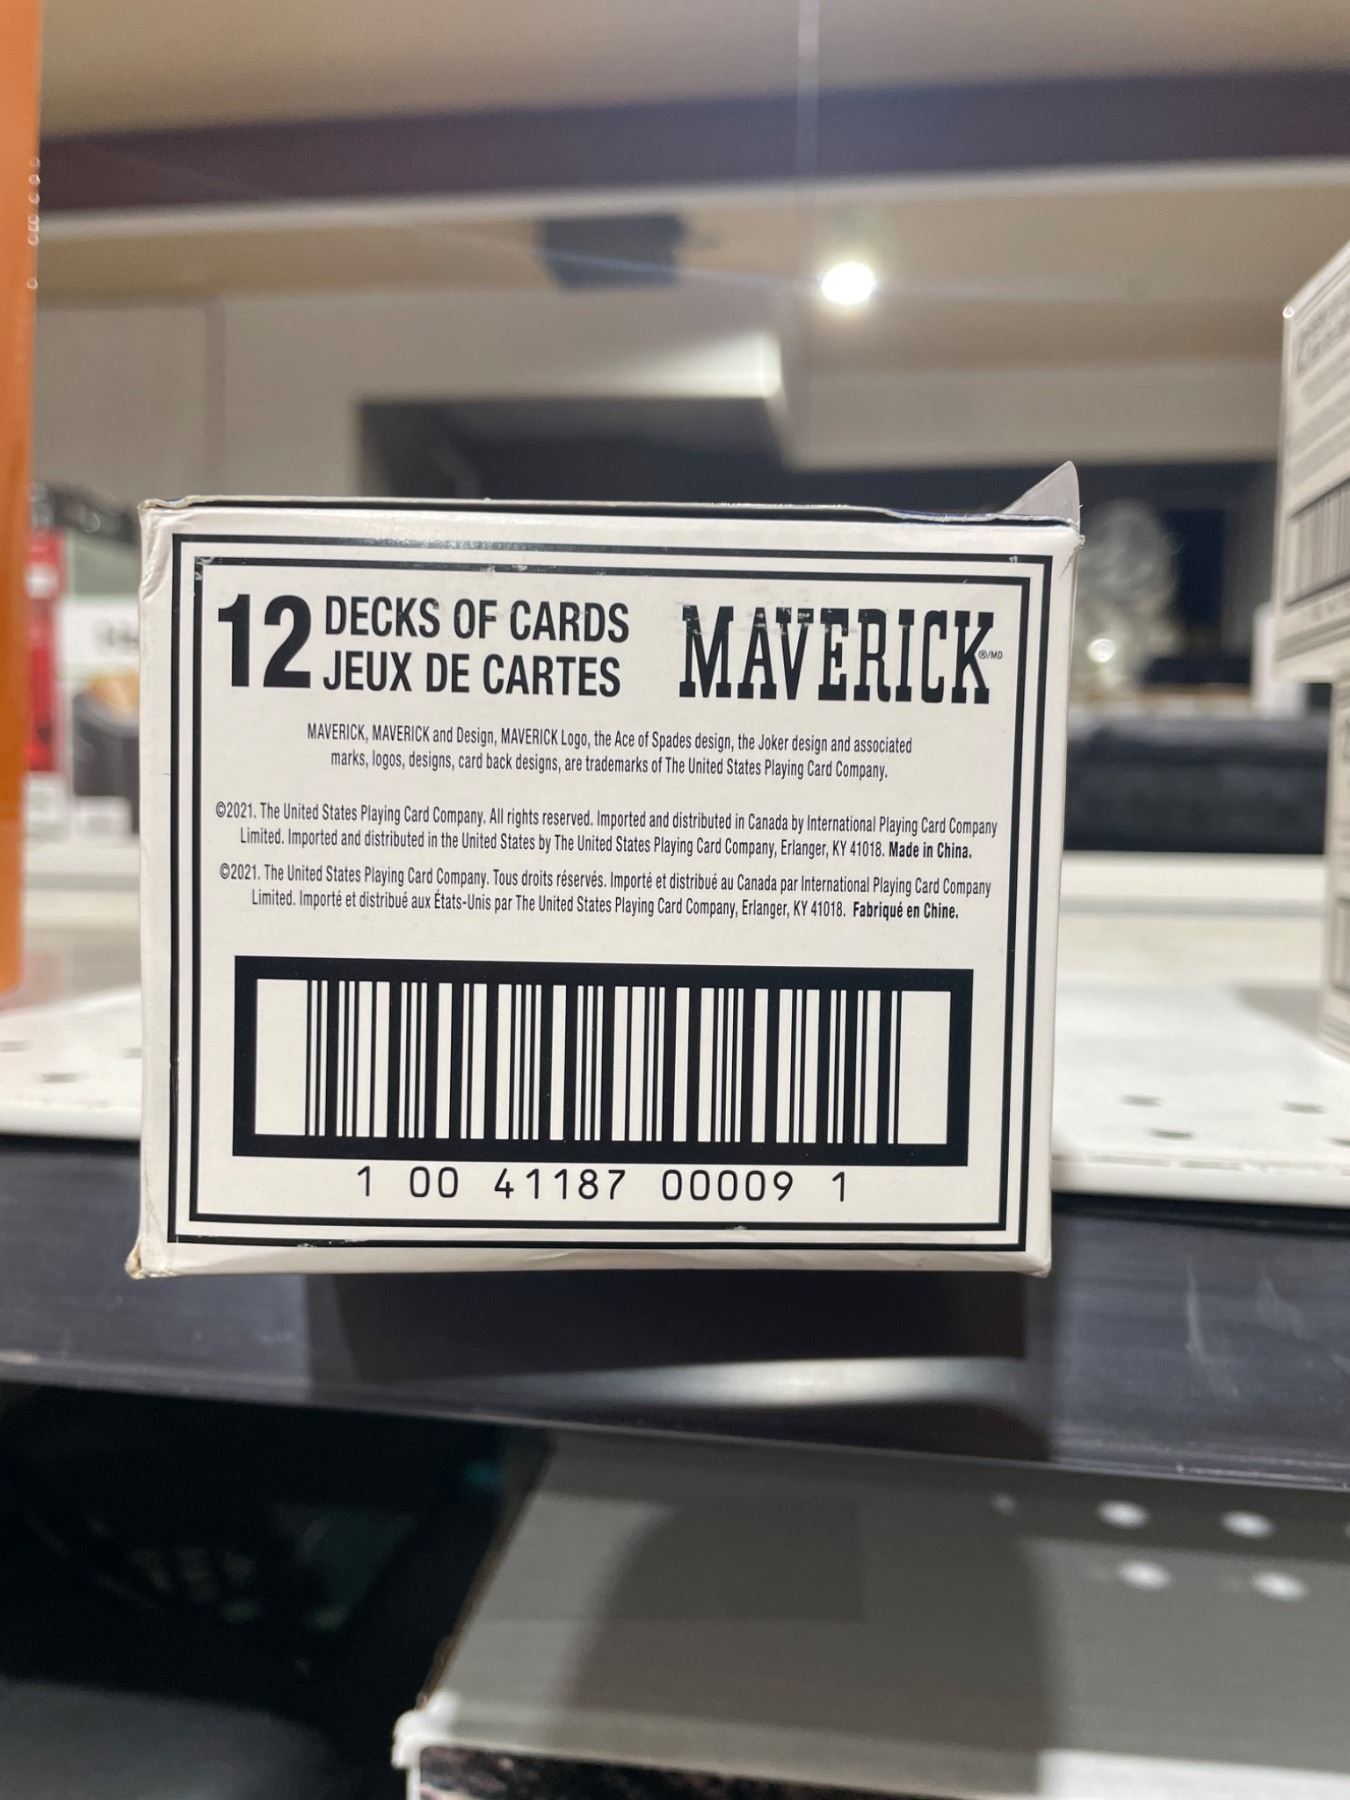 12 DECKS OF CARDS
JEUX DE CARTES
MAVERICK ®/MD
MAVERICK, MAVERICK and Design, MAVERICK Logo, the Ace of Spades design, the Joker design and associated
marks, logos, designs, card back designs, are trademarks of The United States Playing Card Company.
©2021. The United States Playing Card Company. All rights reserved. Imported and distributed in Canada by International Playing Card Company
Limited. Imported and distributed in the United States by The United States Playing Card Company, Erlanger, KY 41018. Made in China.
©2021. The United States Playing Card Company. Tous droits réservés. Importé et distribué au Canada par International Playing Card Company
Limited. Importé et distribué aux États-Unis par The United States Playing Card Company, Erlanger, KY 41018. Fabriqué en Chine.
1 00 41187 00009 1